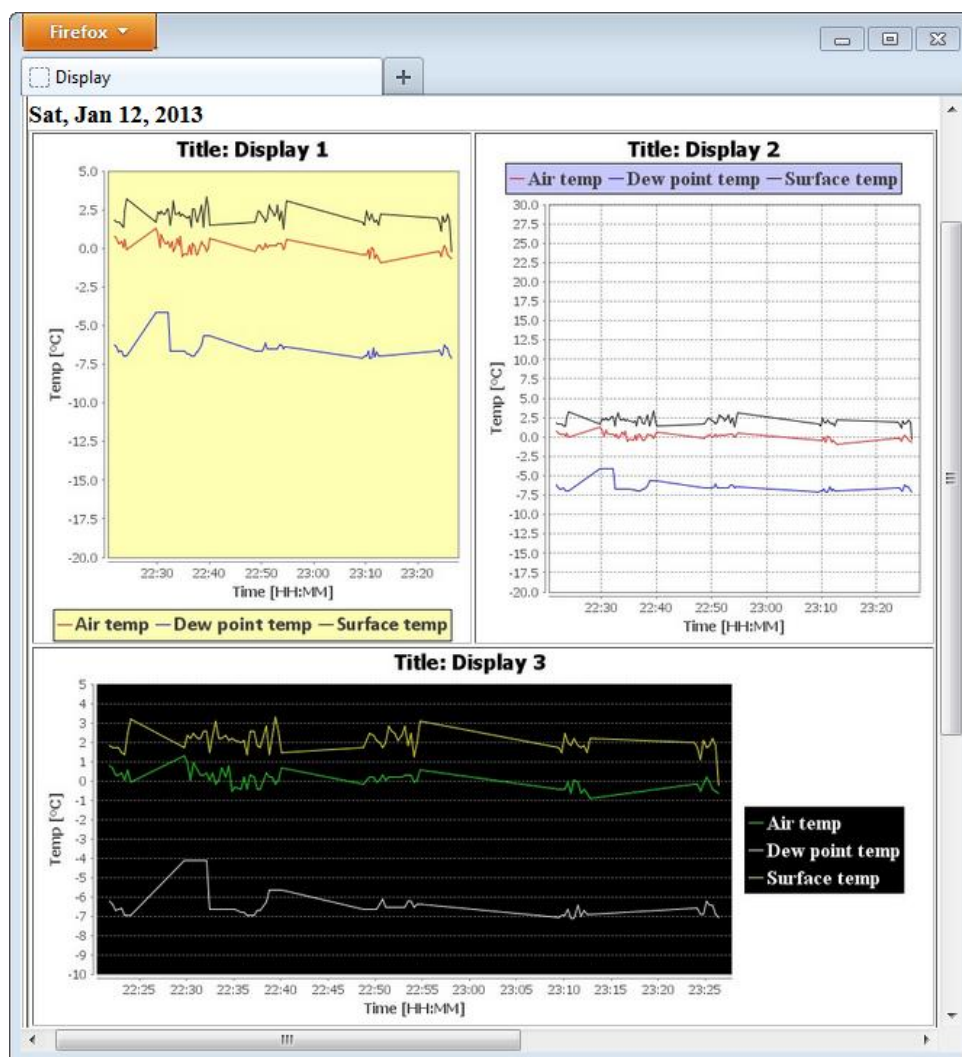 Firefox
Display
Sat, Jan 12, 2013
Title: Display 1
5.0
2.5
0.0
-2.5
-5.0
-7.5
-10.0
-12.5
-15.0
-17.5
-20.0
Temp [°C]
22:30 22:40 22:50 23:00 23:10 23:20
Time [HH:MM]
Air temp Dew point temp Surface temp
Title: Display 2
Air temp Dew point temp Surface temp
30.0
27.5
25.0
22.5
20.0
17.5
15.0
12.5
10.0
7.5
5.0
2.5
0.0
-2.5
-5.0
-7.5
-10.0
-12.5
-15.0
-17.5
-20.0
Temp [°C]
22:30 22:40 22:50 23:00 23:10 23:20
Time [HH:MM]
Title: Display 3
5
4
3
2
1
0
-1
-2
-3
-4
-5
-6
-7
-8
-9
-10
Temp [°C]
22:25 22:30 22:35 22:40 22:45 22:50 22:55 23:00 23:05 23:10 23:15 23:20 23:25
Time [HH:MM]
Air temp
Dew point temp
Surface temp